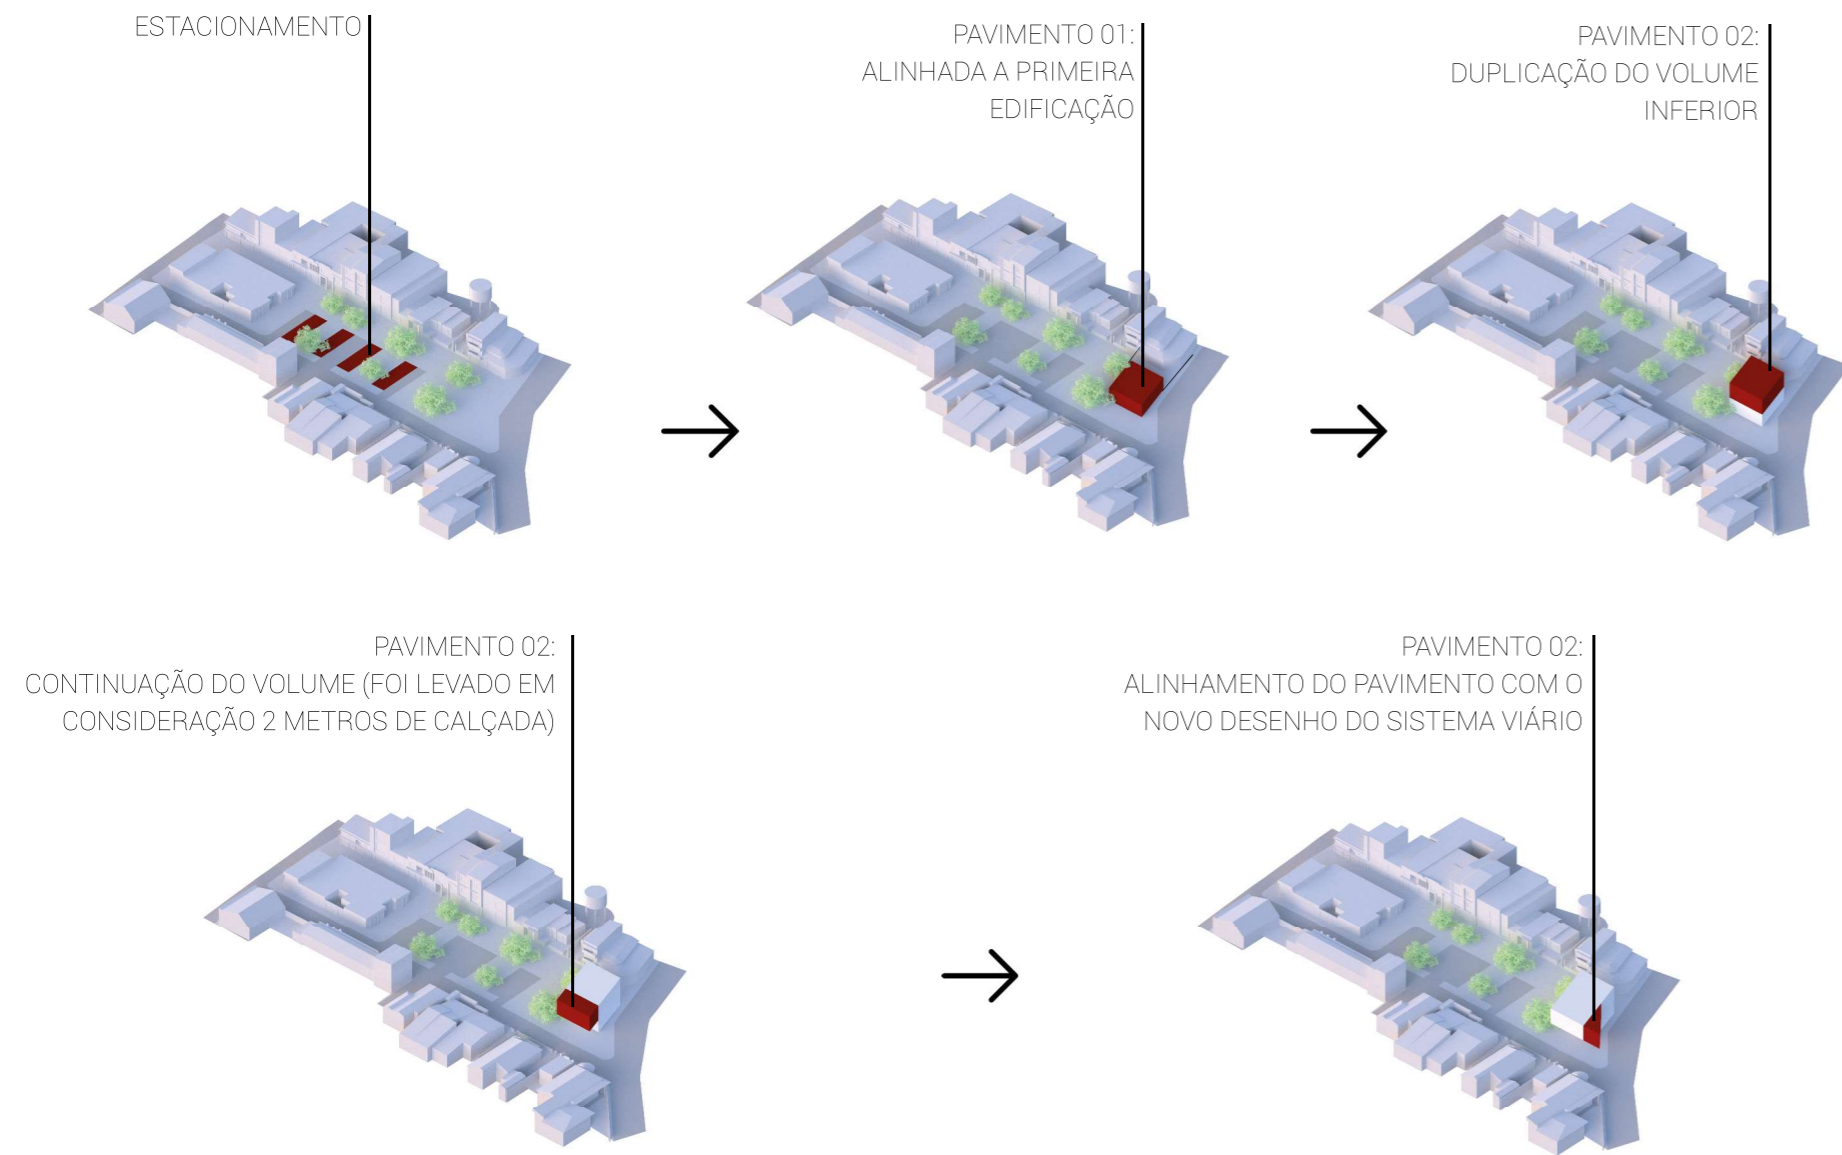 ESTACIONAMENTO
PAVIMENTO 01:
ALINHADA A PRIMEIRA
EDIFICAÇÃO
PAVIMENTO 02:
DUPLICAÇÃO DO VOLUME
INFERIOR
PAVIMENTO 02:
CONTINUAÇÃO DO VOLUME (FOI LEVADO EM
CONSIDERAÇÃO 2 METROS DE CALÇADA)
PAVIMENTO 02:
ALINHAMENTO DO PAVIMENTO COM O
NOVO DESENHO DO SISTEMA VIÁRIO